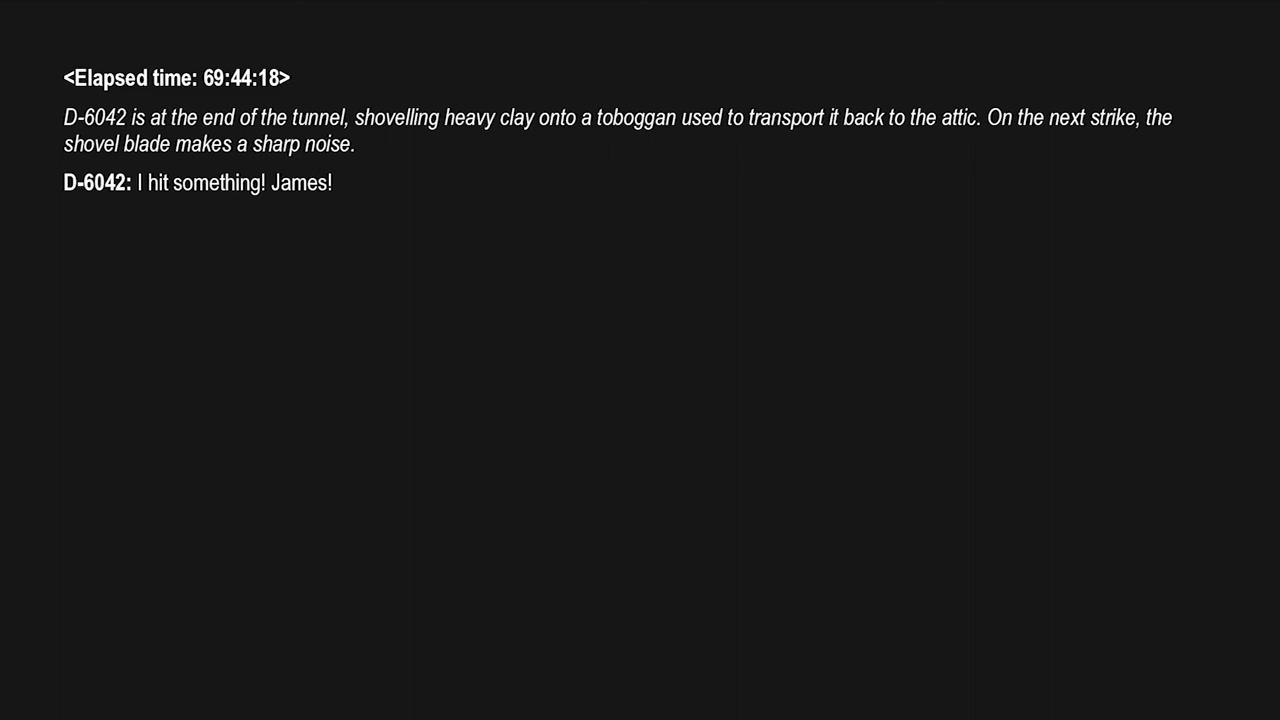 <Elapsed time: 69:44:18>
D-6042 is at the end of the tunnel, shovelling heavy clay onto a toboggan used to transport it back to the attic. On the next strike, the
shovel blade makes a sharp noise.
D-6042: I hit something! James!